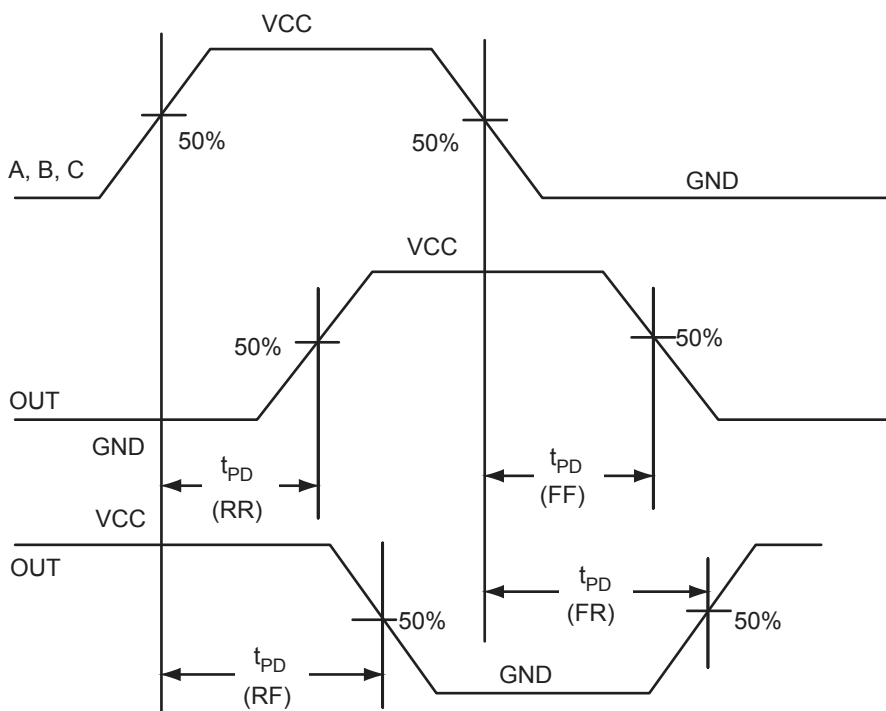 VCC
50%
50%
A, B, C
GND
VCC
50%
50%
OUT
GND
tPD
(RR)
tPD
(FF)
VCC
OUT
tPD
(FR)
50%
50%
tPD
(RF)
GND